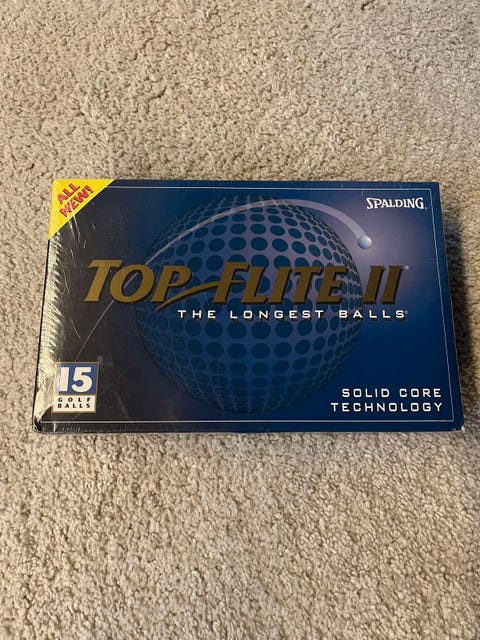 ALL
NEW!
SPALDING®
TOP-FLITE II®
THE LONGEST BALLS®
15
GOLF
BALLS
SOLID CORE
TECHNOLOGY